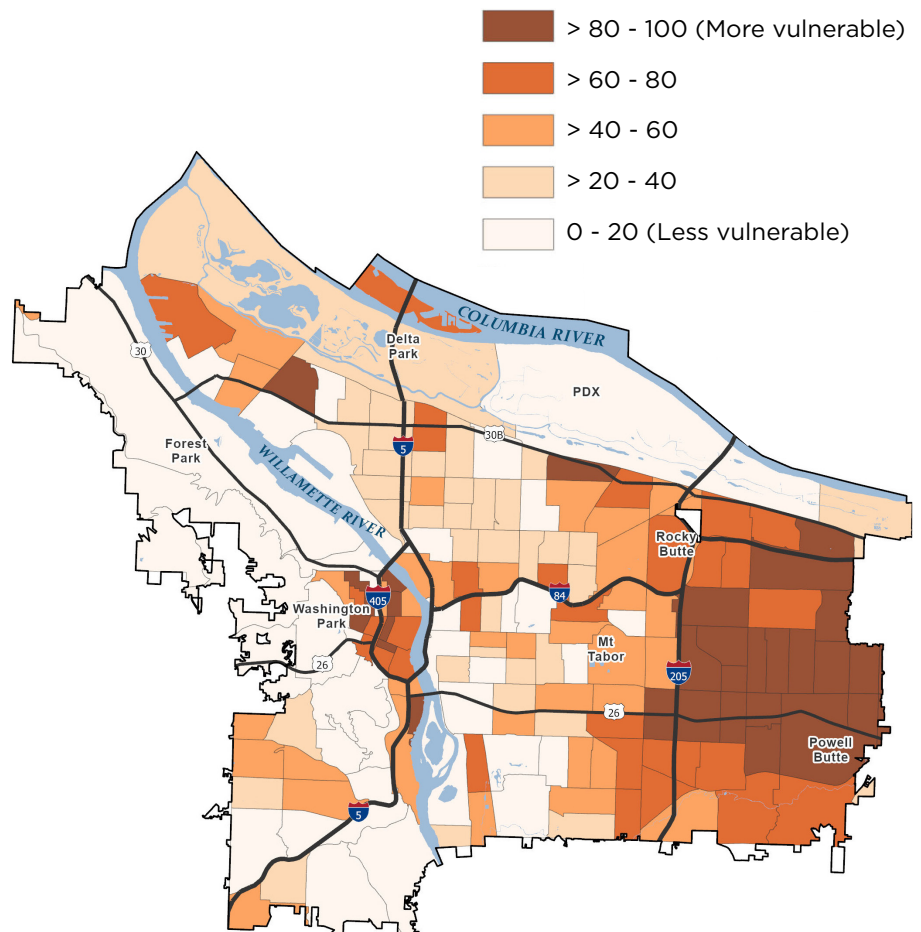 > 80 - 100 (More vulnerable)
> 60 - 80
> 40 - 60
> 20 - 40
0 - 20 (Less vulnerable)
COLUMBIA RIVER
Delta
Park
30
PDX
30B
5
Forest
Park
WILLAMETTE RIVER
Rocky
Butte
84
405
Washington
Park
Mt
Tabor
26
205
26
Powell
Butte
5